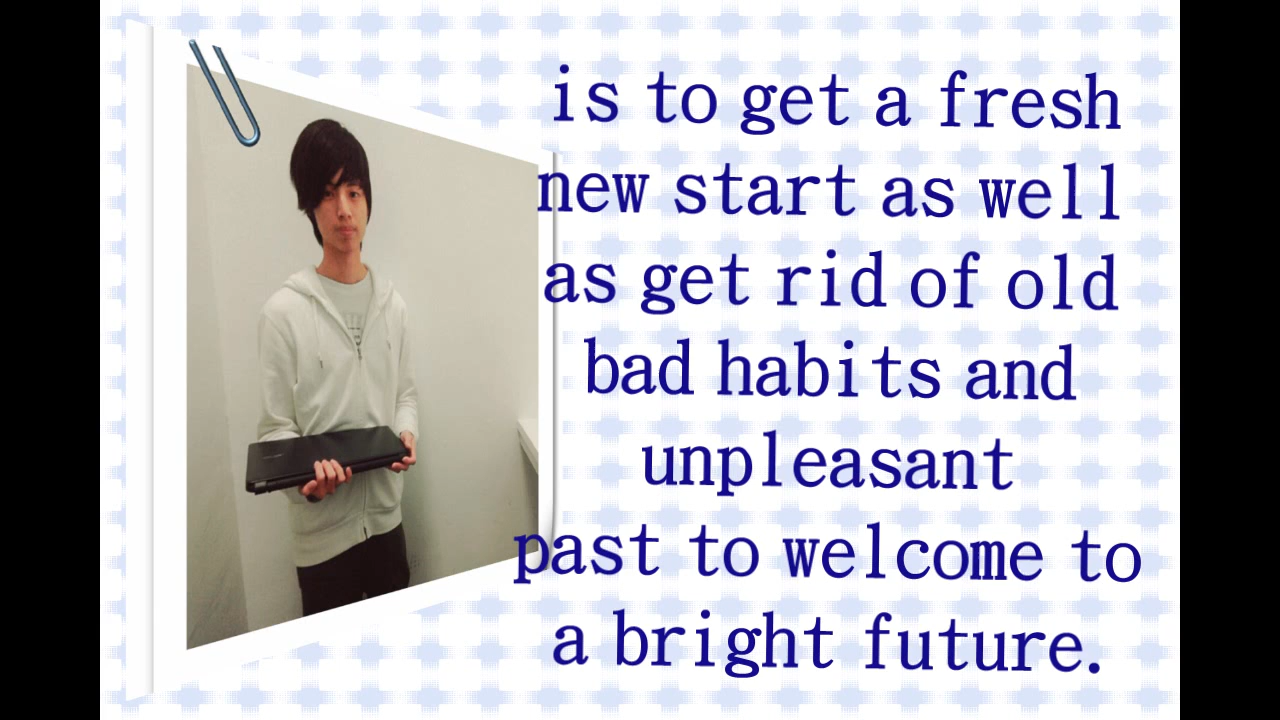 is to get a fresh
new start as well
as get rid of old
bad habits and
unpleasant
past to welcome to
a bright future.